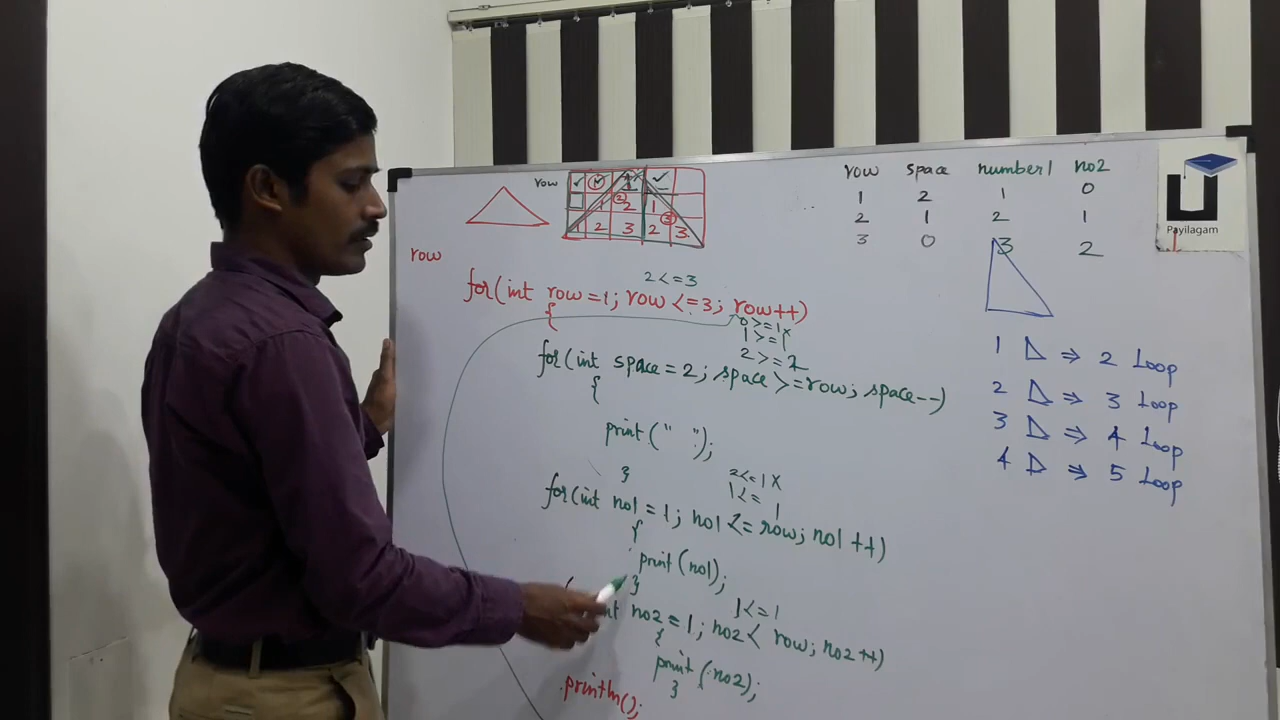 row space number1 no2
1 2 1 0
2 1 2 1
3 0 3 2
Payilagam
row
1 2 1
1 2 3 2 3
row
2<=3
for(int row=1; row<=3; row++)
{
0>=1x
1>=1
2>=2
for(int space=2; space>=row; space--)
{
print(" ");
}
2<=1X
1<=1
for(int no1=1; no1<=row; no1++)
{
print(no1);
}
1<=1
int no2=1; no2< row; no2++)
{
print(no2);
}
println();
1 ⇒ 2 Loop
2 ⇒ 3 Loop
3 ⇒ 4 Loop
4 ⇒ 5 Loop